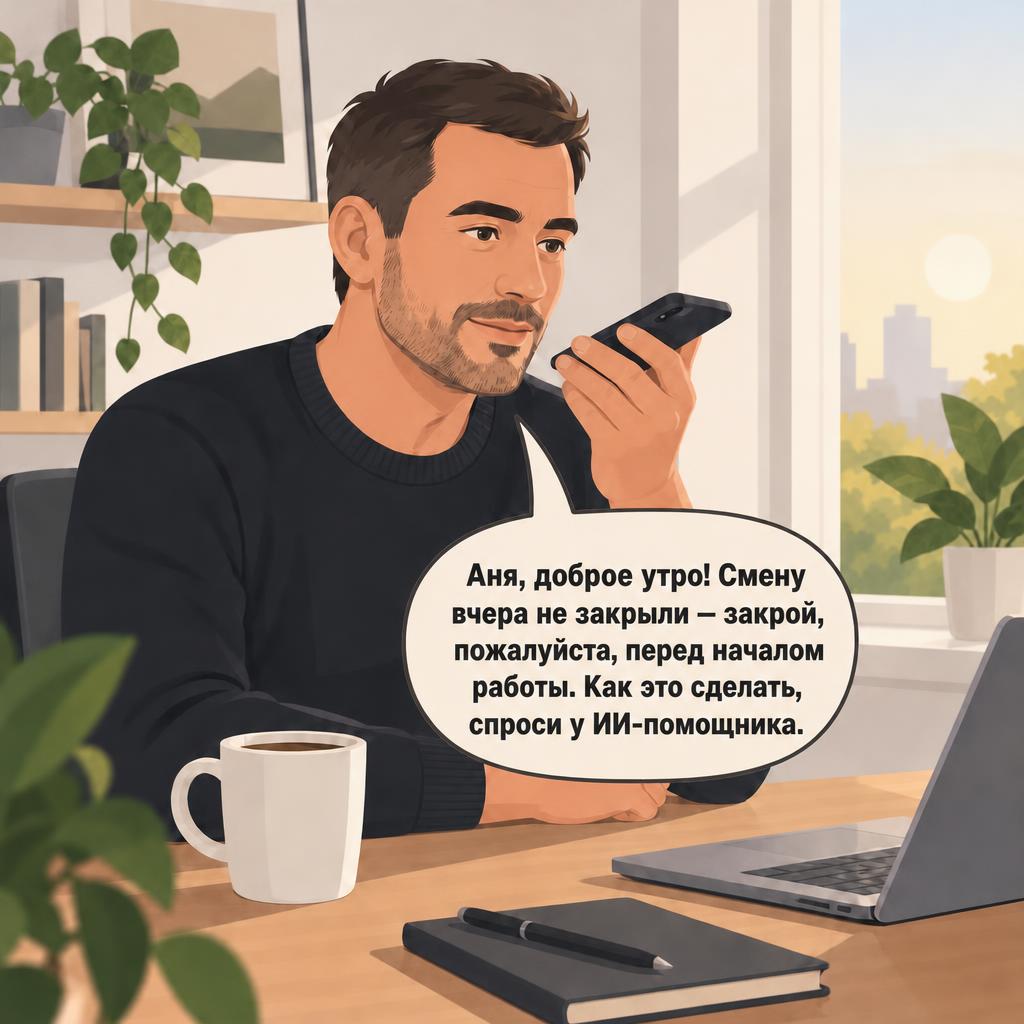 Аня, доброе утро! Смену
вчера не закрыли – закрой,
пожалуйста, перед началом
работы. Как это сделать,
спроси у ИИ-помощника.